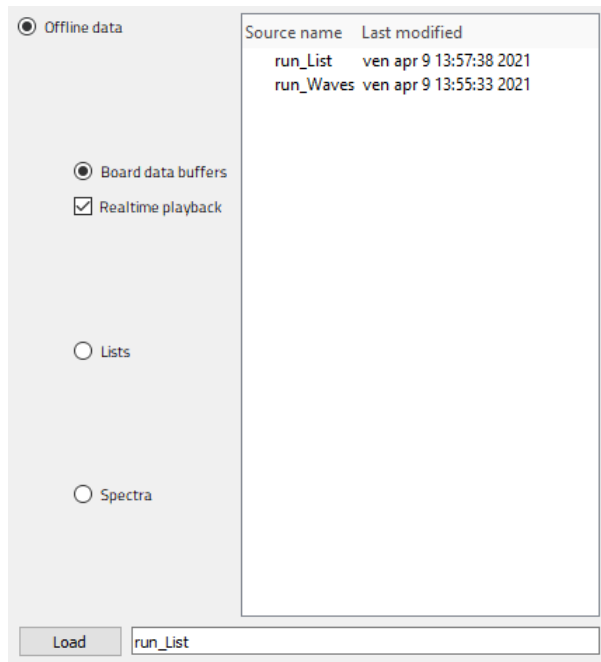 Offline data
Source name Last modified
run_List ven apr 9 13:57:38 2021
run_Waves ven apr 9 13:55:33 2021
Board data buffers
Realtime playback
Lists
Spectra
Load run_List